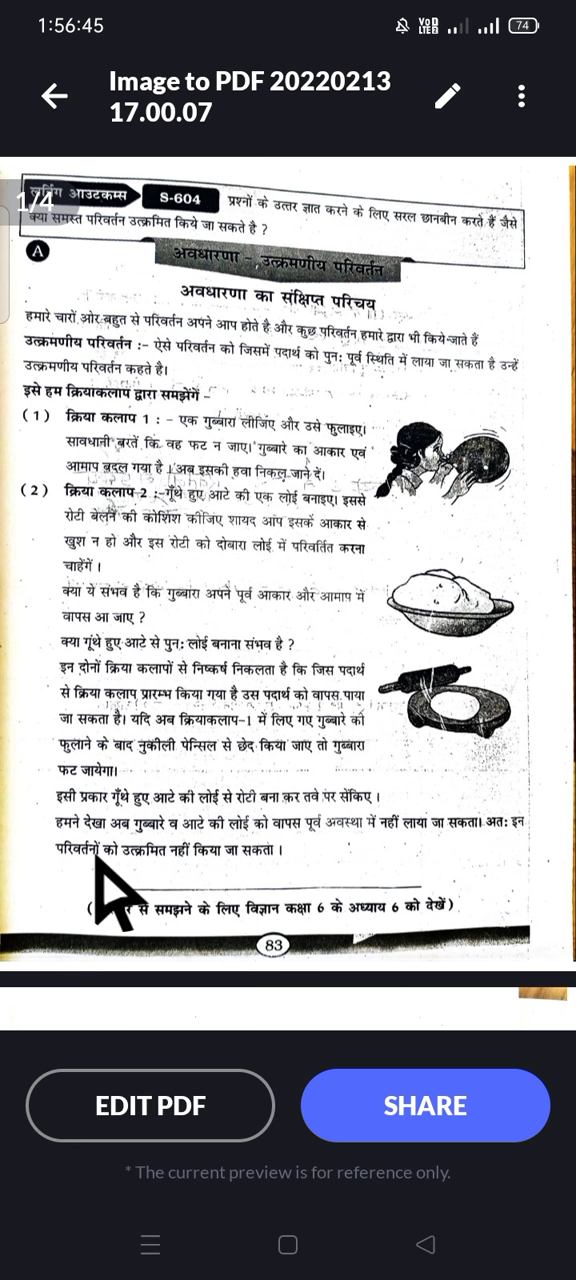 1:56:45
VoD LTE2
74
Image to PDF 20220213
17.00.07
1/4
लर्निंग आउटकम्स S-604 प्रश्नों के उत्तर ज्ञात करने के लिए सरल छानबीन करते हैं जैसे
क्या समस्त परिवर्तन उत्क्रमित किये जा सकते है ?
A
अवधारणा - उत्क्रमणीय परिवर्तन
अवधारणा का संक्षिप्त परिचय
हमारे चारों ओर बहुत से परिवर्तन अपने आप होते है और कुछ परिवर्तन हमारे द्वारा भी किये जाते हैं
उत्क्रमणीय परिवर्तन :- ऐसे परिवर्तन को जिसमें पदार्थ को पुन: पूर्व स्थिति में लाया जा सकता है उन्हें
उत्क्रमणीय परिवर्तन कहते है।
इसे हम क्रियाकलाप द्वारा समझेंगें -
(1) क्रिया कलाप 1 : - एक गुब्बारा लीजिए और उसे फुलाइए।
सावधानी बरतें कि वह फट न जाए। गुब्बारे का आकार एवं
आमाप बदल गया है । अब इसकी हवा निकल जाने दें।
(2) क्रिया कलाप 2 :-गूँथे हुए आटे की एक लोई बनाइए। इससे
रोटी बेलने की कोशिश कीजिए शायद आप इसके आकार से
खुश न हो और इस रोटी को दोबारा लोई में परिवर्तित करना
चाहेंगें ।
क्या ये संभव है कि गुब्बारा अपने पूर्व आकार और आमाप में
वापस आ जाए ?
क्या गूंथे हुए आटे से पुन: लोई बनाना संभव है ?
इन दोनों क्रिया कलापों से निष्कर्ष निकलता है कि जिस पदार्थ
से क्रिया कलाप प्रारम्भ किया गया है उस पदार्थ को वापस पाया
जा सकता है। यदि अब क्रियाकलाप-1 में लिए गए गुब्बारे को
फुलाने के बाद नुकीली पेन्सिल से छेद किया जाए तो गुब्बारा
फट जायेगा।
इसी प्रकार गूँथे हुए आटे की लोई से रोटी बना कर तवे पर सेंकिए ।
हमने देखा अब गुब्बारे व आटे की लोई को वापस पूर्व अवस्था में नहीं लाया जा सकता। अत: इन
परिवर्तनों को उत्क्रमित नहीं किया जा सकता ।
( से समझने के लिए विज्ञान कक्षा 6 के अध्याय 6 को देखें)
83
EDIT PDF
SHARE
* The current preview is for reference only.